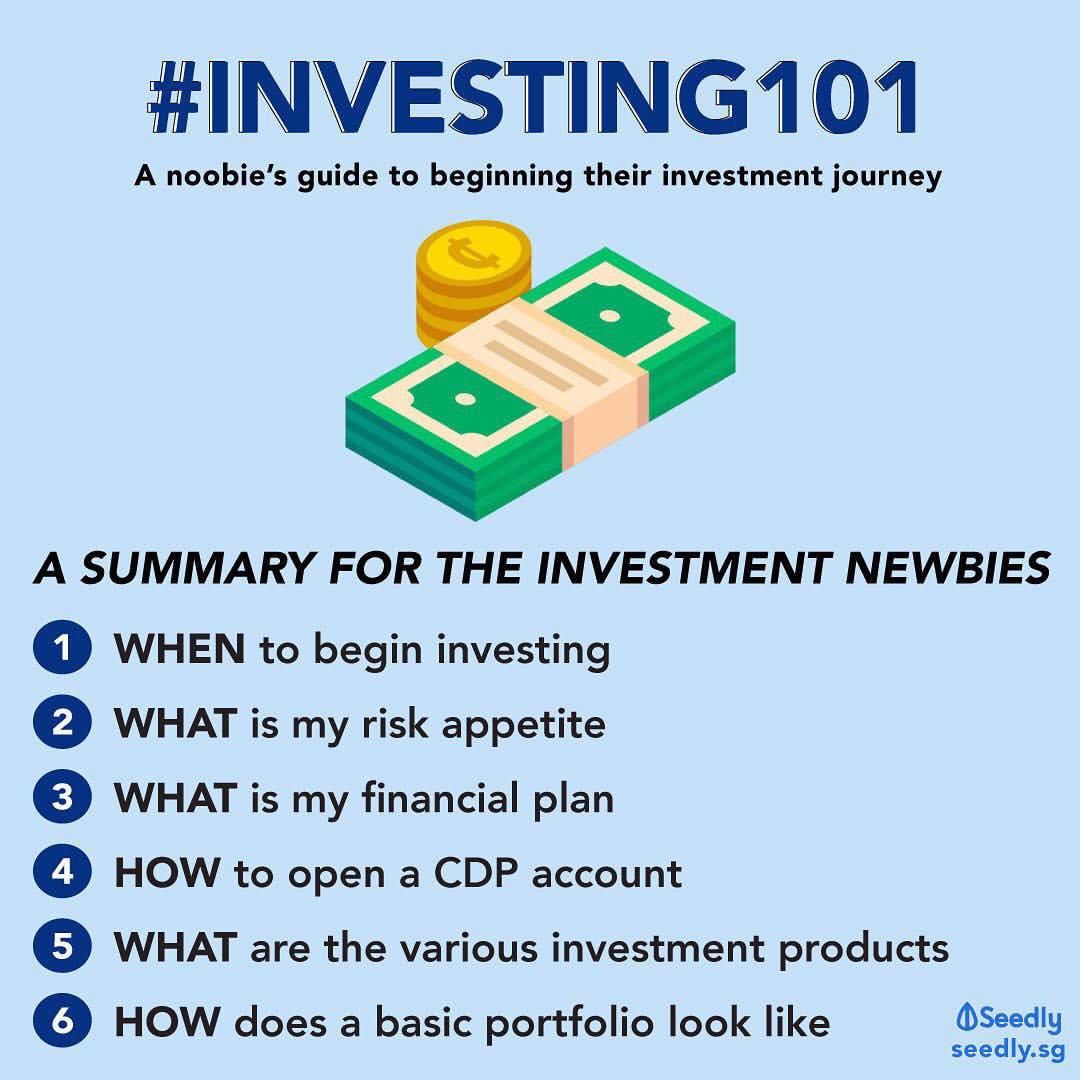 #INVESTING101
A noobie's guide to beginning their investment journey
A SUMMARY FOR THE INVESTMENT NEWBIES
1 WHEN to begin investing
2 WHAT is my risk appetite
3 WHAT is my financial plan
4 HOW to open a CDP account
5 WHAT are the various investment products
6 HOW does a basic portfolio look like
Seedly
seedly.sg